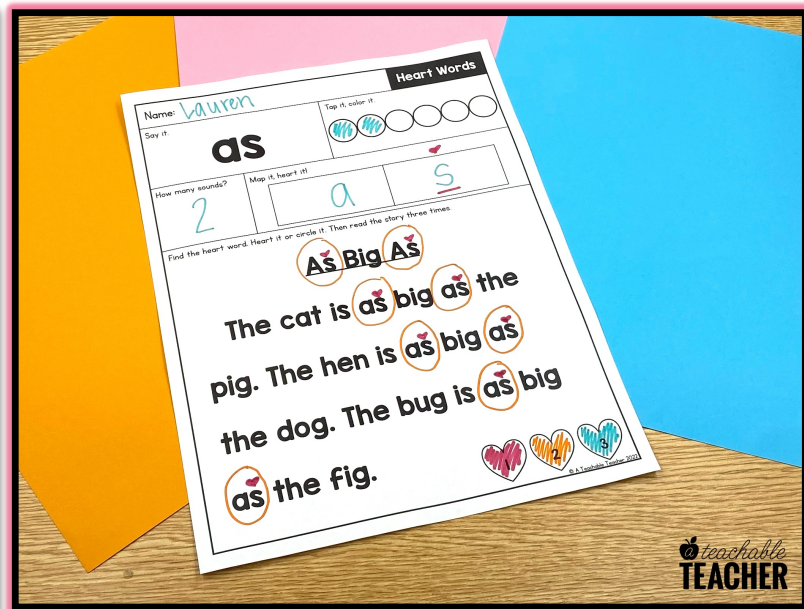 Heart Words
Name: Lauren
Say it:
as
Tap it, color it.
How many sounds?
2
Map it, heart it!
a s
Find the heart word. Heart it or circle it. Then read the story three times.
As Big As
The cat is as big as the
pig. The hen is as big as
the dog. The bug is as big
as the fig.
1 2 3
© A Teachable Teacher
a teachable
TEACHER